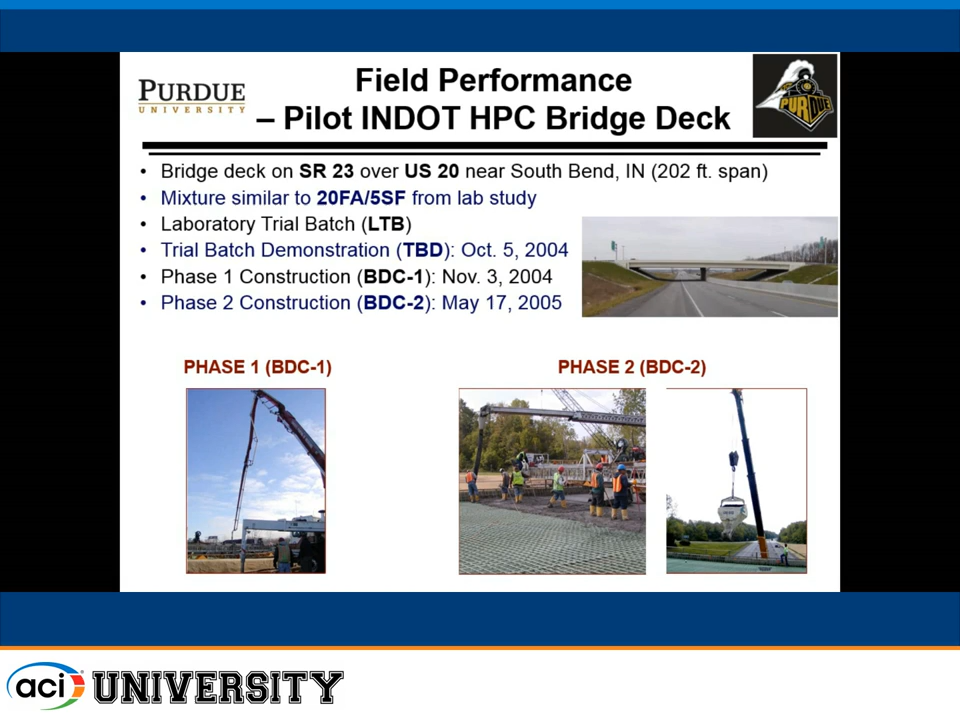 PURDUE
UNIVERSITY
Field Performance
– Pilot INDOT HPC Bridge Deck
PURDUE
• Bridge deck on SR 23 over US 20 near South Bend, IN (202 ft. span)
• Mixture similar to 20FA/5SF from lab study
• Laboratory Trial Batch (LTB)
• Trial Batch Demonstration (TBD): Oct. 5, 2004
• Phase 1 Construction (BDC-1): Nov. 3, 2004
• Phase 2 Construction (BDC-2): May 17, 2005
PHASE 1 (BDC-1)
PHASE 2 (BDC-2)
aci UNIVERSITY